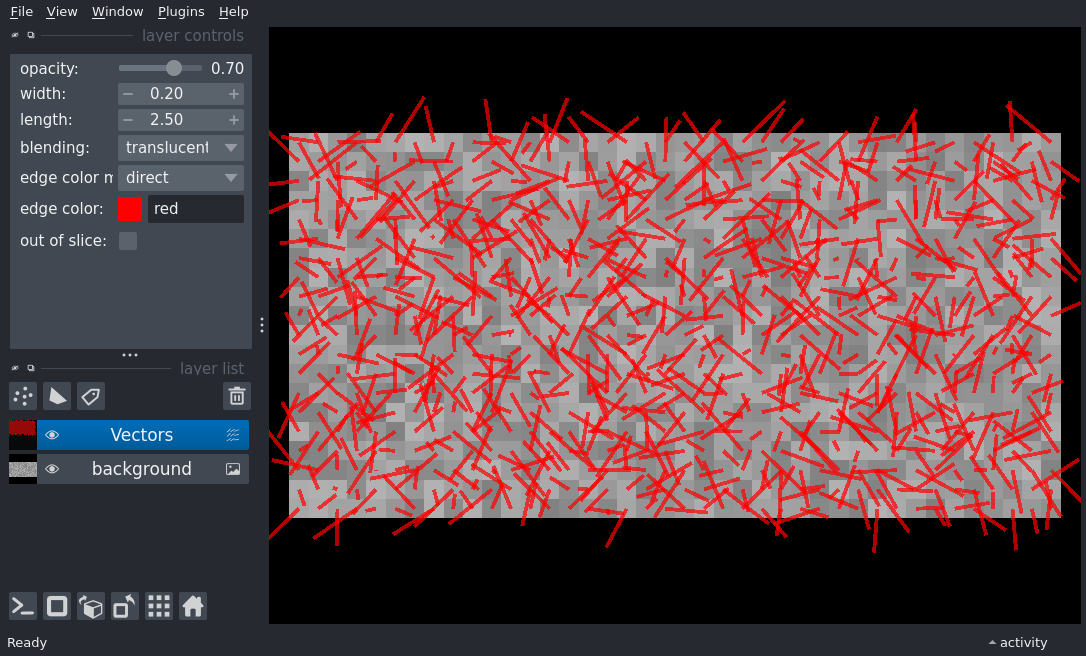 File View Window Plugins Help
layer controls
opacity: 0.70
width: − 0.20 +
length: − 2.50 +
blending: translucent
edge color m direct
edge color: red
out of slice:
layer list
Vectors
background
Ready
activity